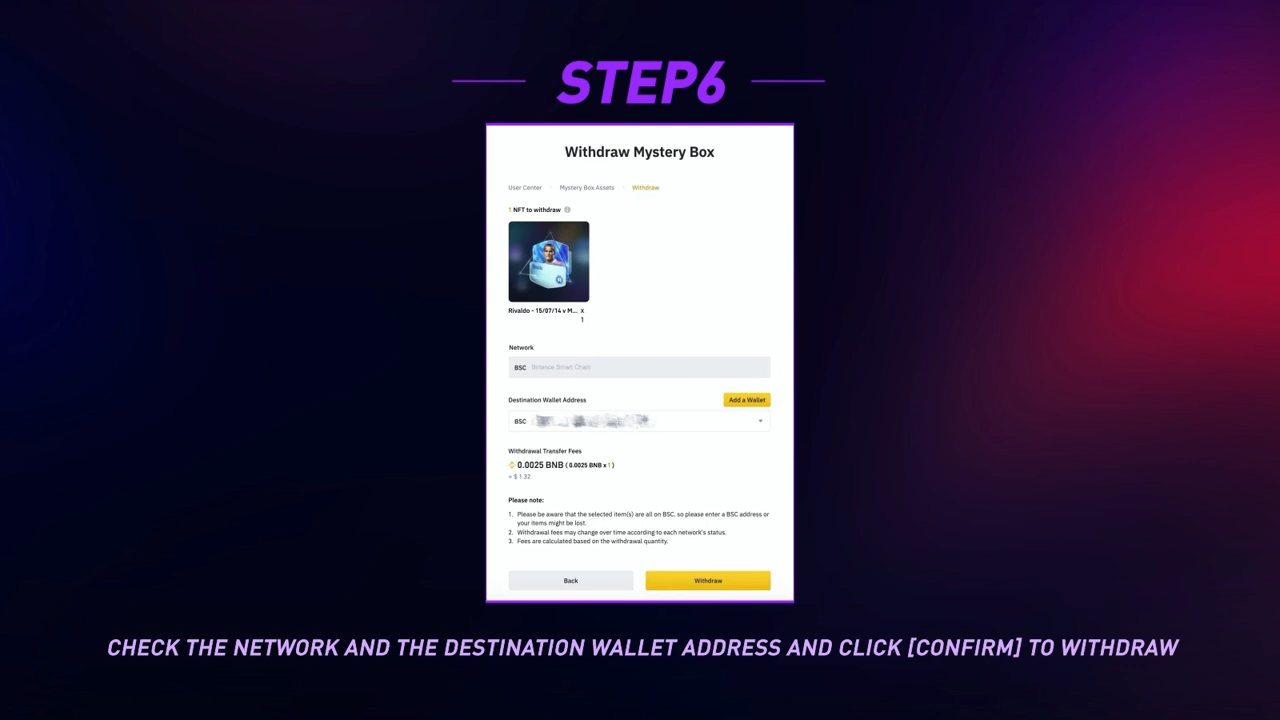 STEP6
Withdraw Mystery Box
User Center
Mystery Box Assets
Withdraw
1 NFT to withdraw
Rivaldo - 15/07/14 v M... x
1
Network
BSC Binance Smart Chain
Destination Wallet Address
Add a Wallet
BSC
Withdrawal Transfer Fees
0.0025 BNB ( 0.0025 BNB x 1 )
≈ $ 1.32
Please note:
1. Please be aware that the selected item(s) are all on BSC, so please enter a BSC address or
your items might be lost.
2. Withdrawal fees may change over time according to each network's status.
3. Fees are calculated based on the withdrawal quantity.
Back
Withdraw
CHECK THE NETWORK AND THE DESTINATION WALLET ADDRESS AND CLICK [CONFIRM] TO WITHDRAW